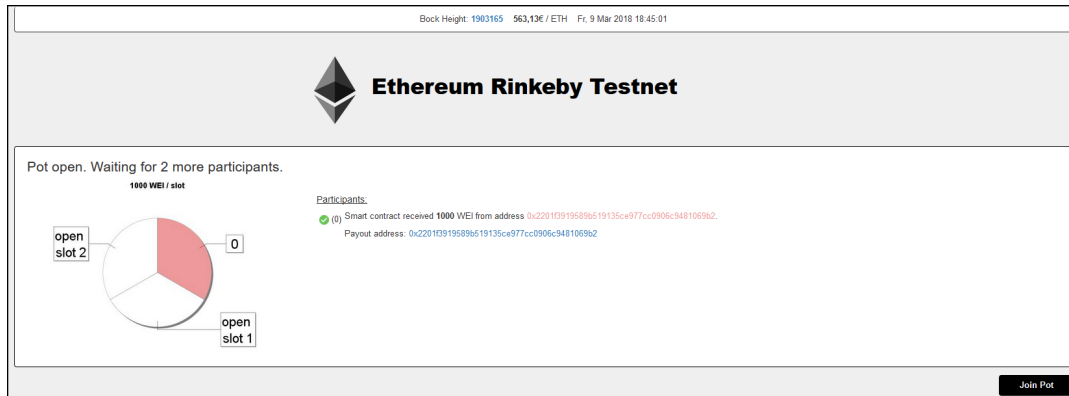 Bock Height: 1903165 563,13€ / ETH Fr, 9 Mär 2018 18:45:01
Ethereum Rinkeby Testnet
Pot open. Waiting for 2 more participants.
1000 WEI / slot
open
slot 2
0
open
slot 1
Participants:
(0) Smart contract received 1000 WEI from address 0x2201f3919589b519135ce977cc0906c9481069b2.
Payout address: 0x2201f3919589b519135ce977cc0906c9481069b2
Join Pot